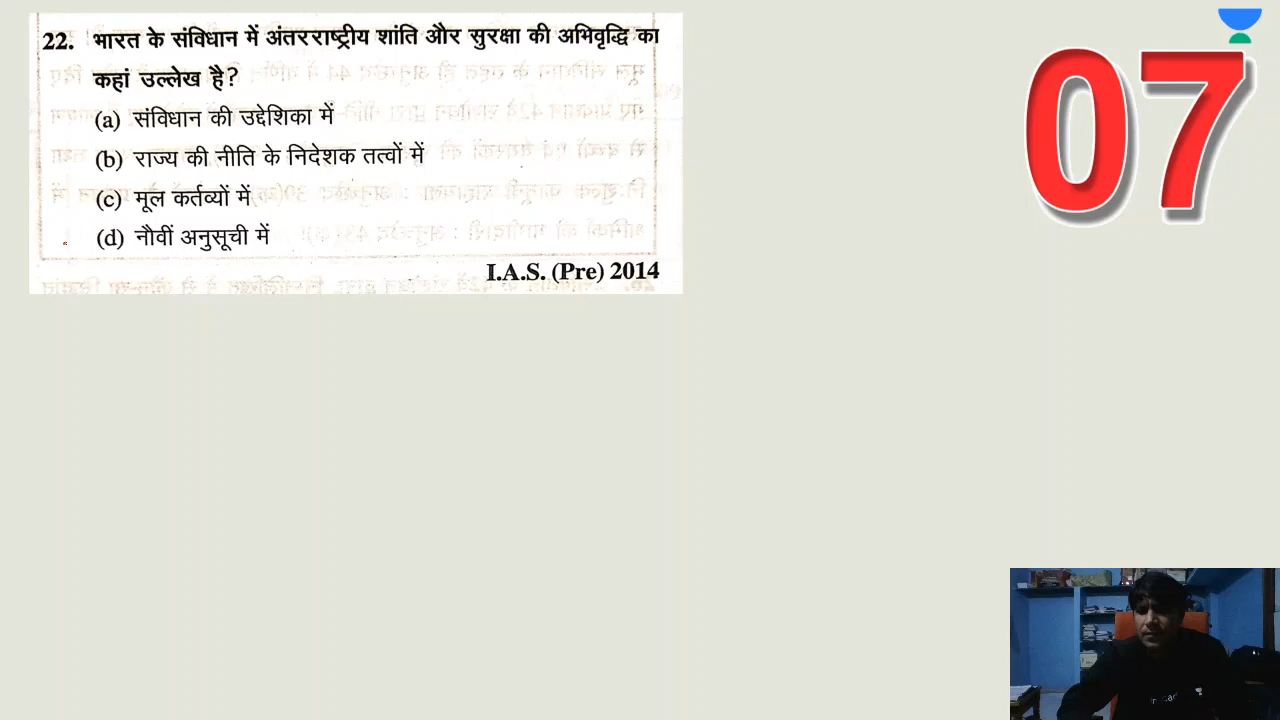 22. भारत के संविधान में अंतरराष्ट्रीय शांति और सुरक्षा की अभिवृद्धि का
कहां उल्लेख है?
(a) संविधान की उद्देशिका में
(b) राज्य की नीति के निदेशक तत्वों में
(c) मूल कर्तव्यों में
(d) नौवीं अनुसूची में
I.A.S. (Pre) 2014
07